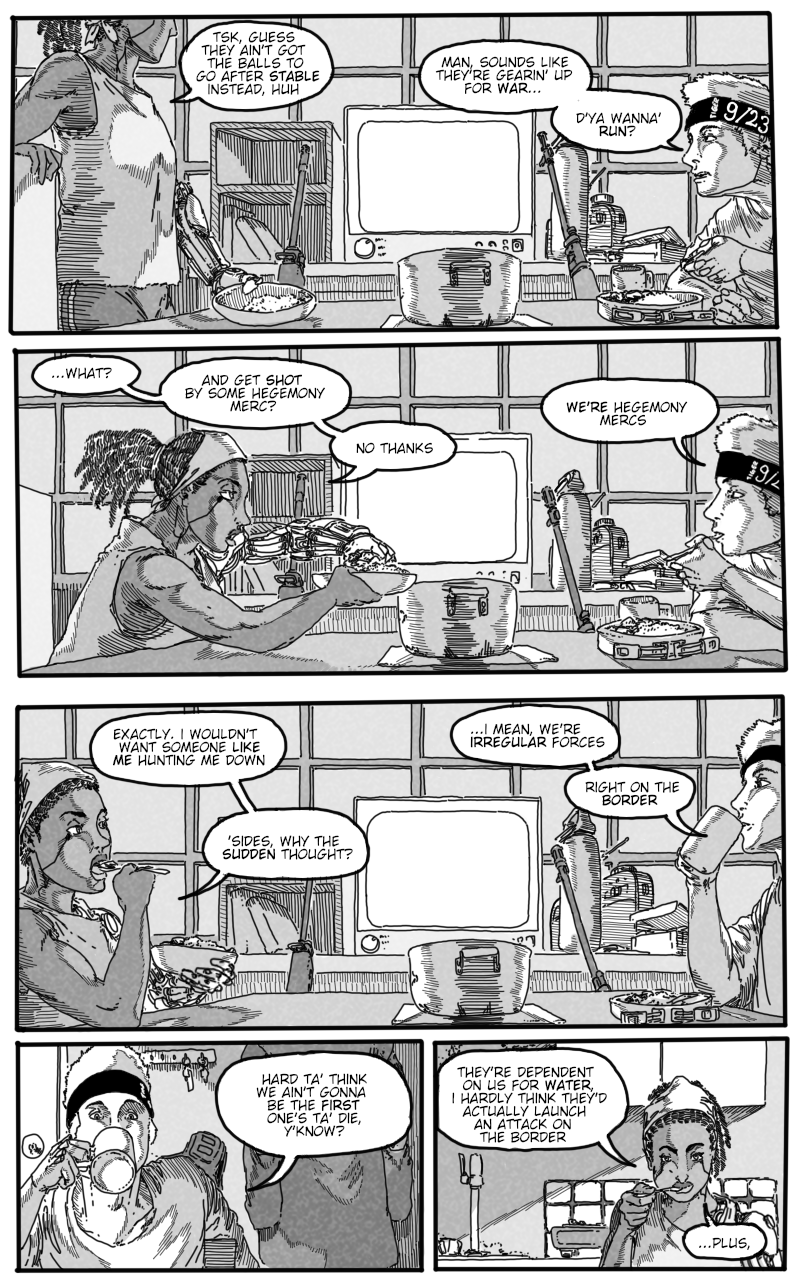 TSK, GUESS
THEY AIN'T GOT
THE BALLS TO
GO AFTER STABLE
INSTEAD, HUH
MAN, SOUNDS LIKE
THEY'RE GEARIN' UP
FOR WAR...
D'YA WANNA'
RUN?
9/23
...WHAT?
AND GET SHOT
BY SOME HEGEMONY
MERC?
NO THANKS
WE'RE HEGEMONY
MERCS
EXACTLY. I WOULDN'T
WANT SOMEONE LIKE
ME HUNTING ME DOWN
'SIDES, WHY THE
SUDDEN THOUGHT?
...I MEAN, WE'RE
IRREGULAR FORCES
RIGHT ON THE
BORDER
HARD TA' THINK
WE AIN'T GONNA
BE THE FIRST
ONE'S TA' DIE,
Y'KNOW?
THEY'RE DEPENDENT
ON US FOR WATER,
I HARDLY THINK THEY'D
ACTUALLY LAUNCH
AN ATTACK ON
THE BORDER
...PLUS,